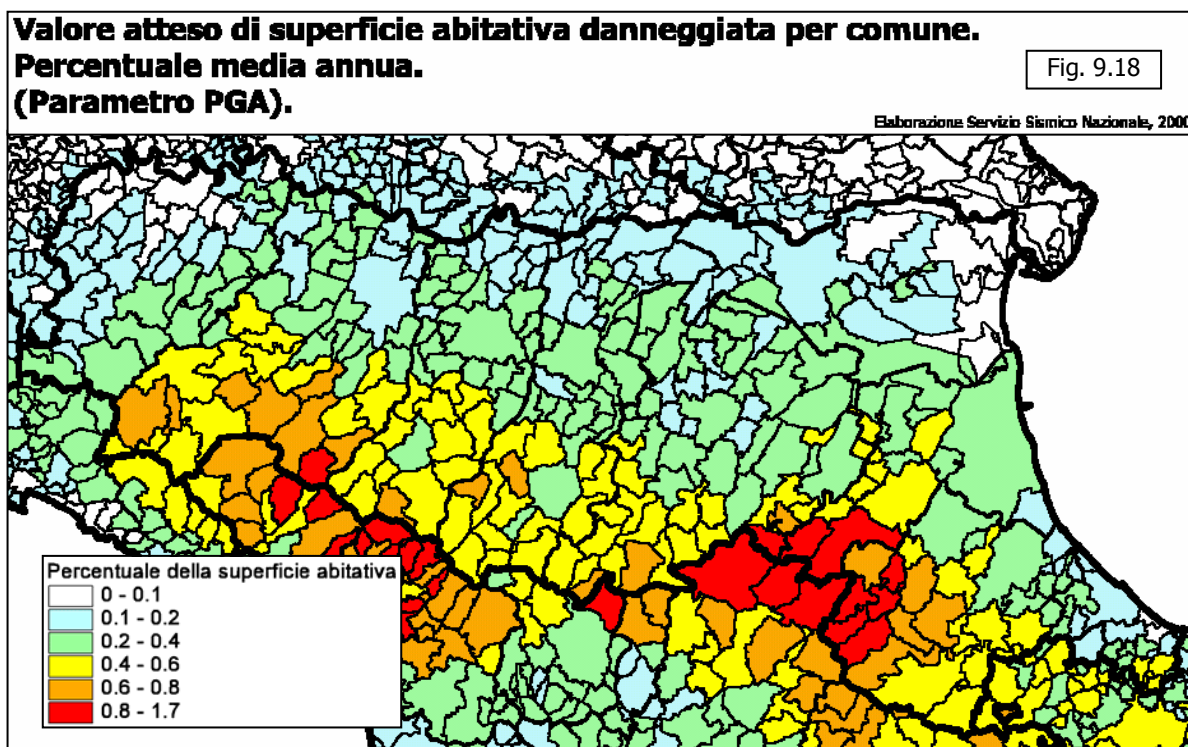 Valore atteso di superficie abitativa danneggiata per comune.
Percentuale media annua.
(Parametro PGA).
Fig. 9.18
Elaborazione Servizio Sismico Nazionale, 2000
Percentuale della superficie abitativa
0 - 0.1
0.1 - 0.2
0.2 - 0.4
0.4 - 0.6
0.6 - 0.8
0.8 - 1.7